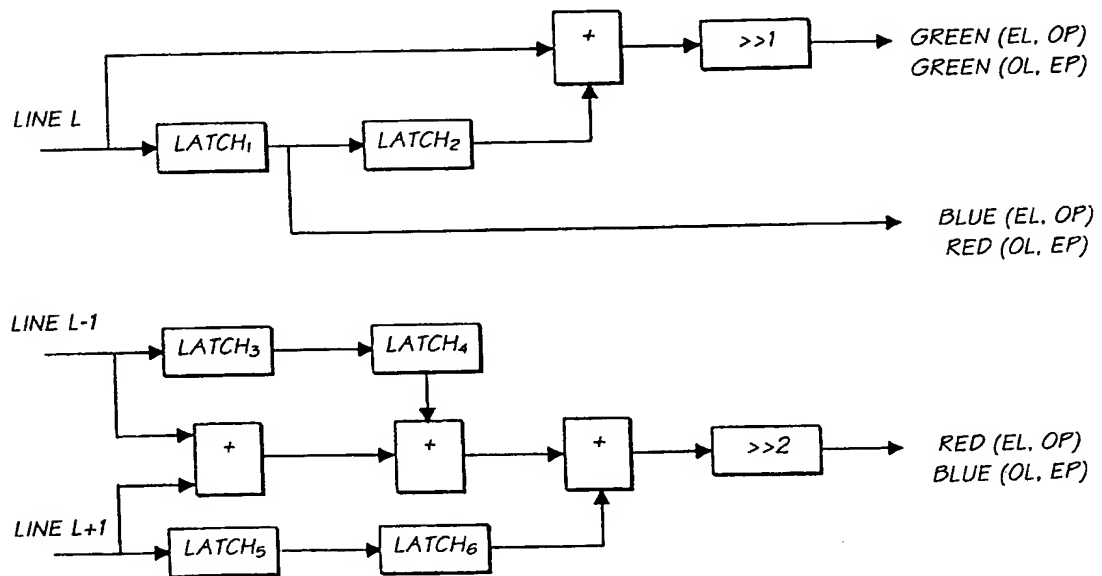 +
>>1
GREEN (EL, OP)
GREEN (OL, EP)
LINE L
LATCH₁
LATCH₂
BLUE (EL, OP)
RED (OL, EP)
LINE L-1
LATCH₃
LATCH₄
+
+
+
>>2
RED (EL, OP)
BLUE (OL, EP)
LINE L+1
LATCH₅
LATCH₆